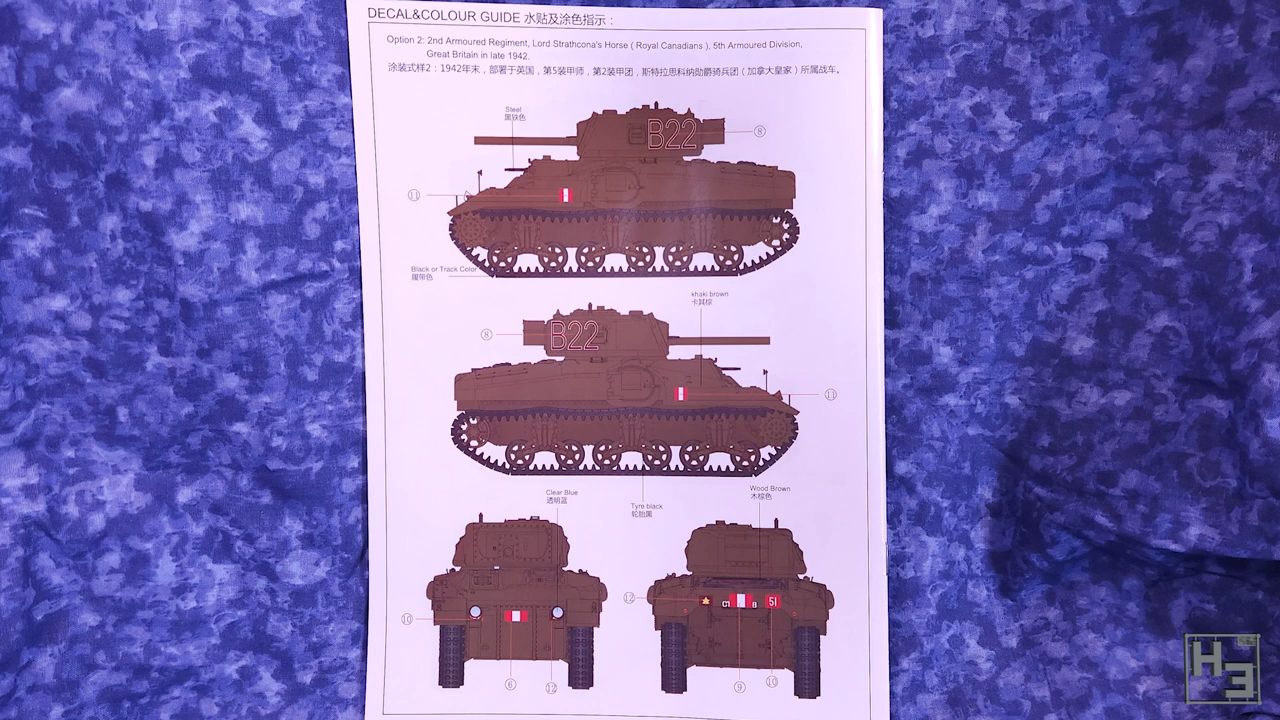 DECAL&COLOUR GUIDE 水贴及涂色指示：
Option 2: 2nd Armoured Regiment, Lord Strathcona's Horse ( Royal Canadians ), 5th Armoured Division,
Great Britain in late 1942.
涂装式样2：1942年末，部署于英国，第5装甲师，第2装甲团，斯特拉思科纳勋爵骑兵团（加拿大皇家）所属战车。
Steel
黑铁色
B22
8
11
Black or Track Color
履带色
khaki brown
卡其棕
8
B22
11
Clear Blue
透明蓝
Tyre black
轮胎黑
Wood Brown
木棕色
12
CT1
B
51
10
6
12
9
10
H3